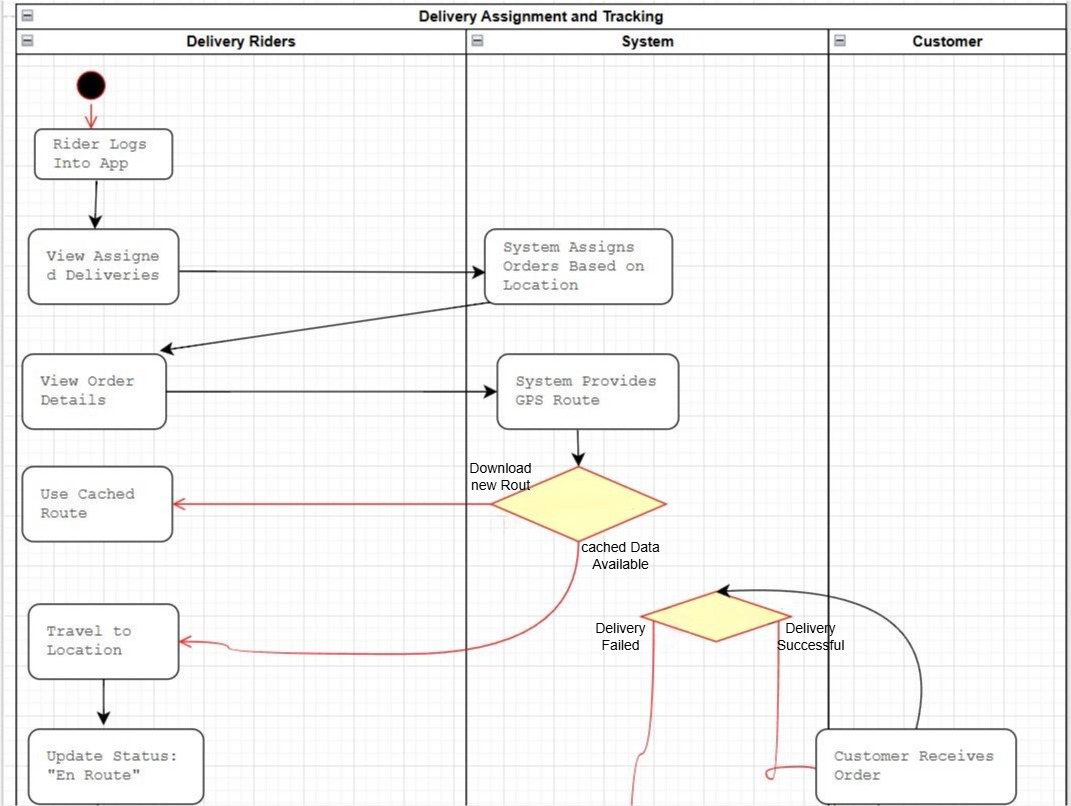 Delivery Assignment and Tracking
Delivery Riders
System
Customer
Rider Logs
Into App
View Assigne
d Deliveries
System Assigns
Orders Based on
Location
View Order
Details
System Provides
GPS Route
Download
new Rout
Use Cached
Route
cached Data
Available
Travel to
Location
Delivery
Failed
Delivery
Successful
Update Status:
"En Route"
Customer Receives
Order